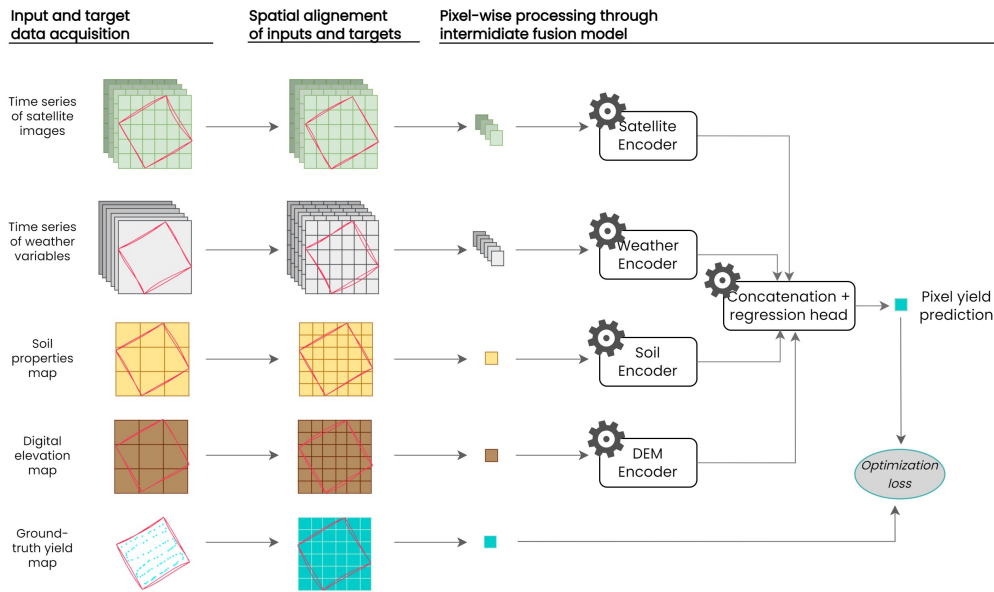 Input and target
data acquisition
Spatial alignement
of inputs and targets
Pixel-wise processing through
intermidiate fusion model
Time series
of satellite
images
Satellite
Encoder
Time series
of weather
variables
Weather
Encoder
Concatenation +
regression head
Pixel yield
prediction
Soil
properties
map
Soil
Encoder
Digital
elevation
map
DEM
Encoder
Optimization
loss
Ground-
truth yield
map